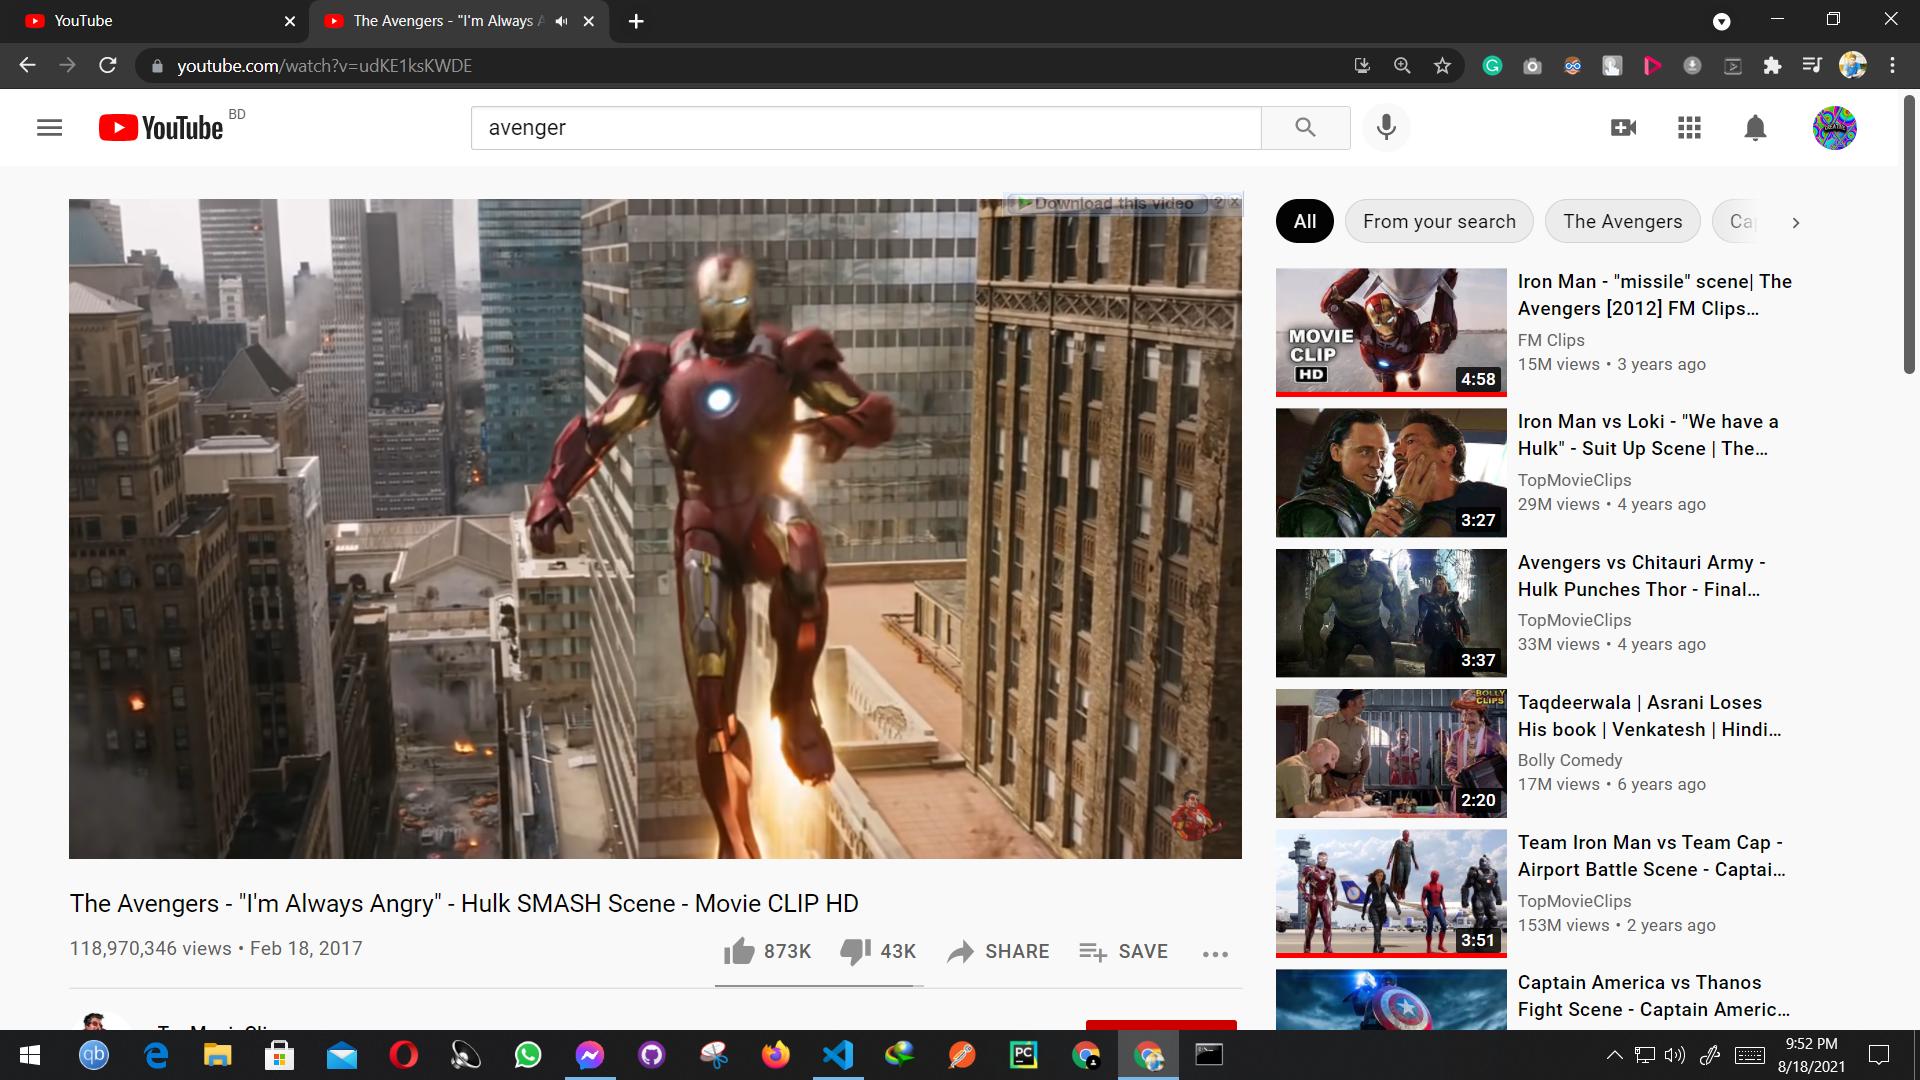 YouTube
The Avengers - "I'm Always A
youtube.com/watch?v=udKE1ksKWDE
YouTube BD
avenger
Download this video ? x
All
From your search
The Avengers
Ca
Iron Man - "missile" scene| The
Avengers [2012] FM Clips...
FM Clips
15M views • 3 years ago
MOVIE
CLIP
HD
4:58
Iron Man vs Loki - "We have a
Hulk" - Suit Up Scene | The...
TopMovieClips
29M views • 4 years ago
3:27
Avengers vs Chitauri Army -
Hulk Punches Thor - Final...
TopMovieClips
33M views • 4 years ago
3:37
BOLLY
CLIPS
Taqdeerwala | Asrani Loses
His book | Venkatesh | Hindi...
Bolly Comedy
17M views • 6 years ago
2:20
Team Iron Man vs Team Cap -
Airport Battle Scene - Captai...
TopMovieClips
153M views • 2 years ago
3:51
Captain America vs Thanos
Fight Scene - Captain Americ...
The Avengers - "I'm Always Angry" - Hulk SMASH Scene - Movie CLIP HD
118,970,346 views • Feb 18, 2017
873K
43K
SHARE
SAVE
qb
PC
9:52 PM
8/18/2021